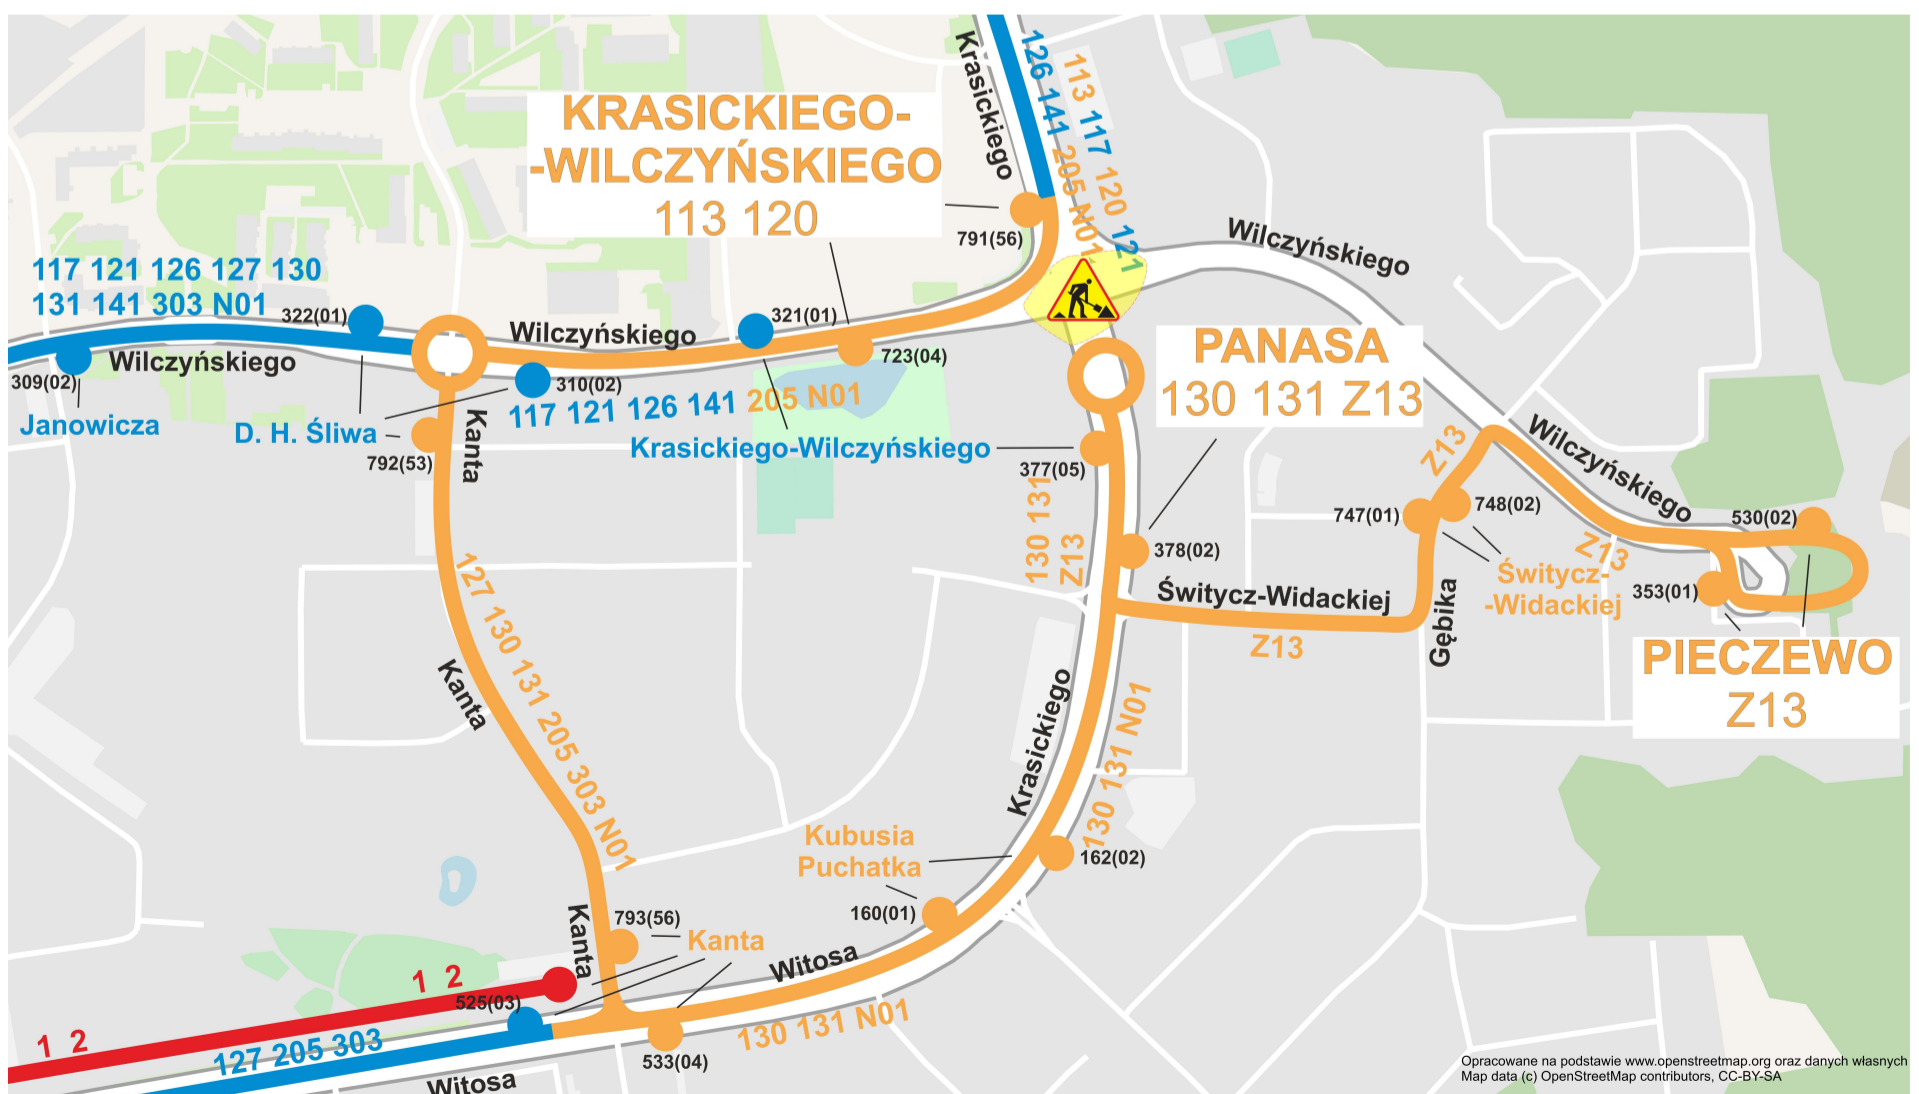 Krasickiego
126 141 205 N01
113 117 120 121
KRASICKIEGO-
-WILCZYŃSKIEGO
113 120
791(56)
Wilczyńskiego
117 121 126 127 130
131 141 303 N01
322(01)
Wilczyńskiego
321(01)
723(04)
Wilczyńskiego
309(02)
310(02)
Janowicza
D. H. Śliwa
117 121 126 141 205 N01
792(53)
Kanta
Krasickiego-Wilczyńskiego
377(05)
PANASA
130 131 Z13
130 131
Z13
378(02)
Z13
Wilczyńskiego
747(01)
748(02)
530(02)
Z13
Świtycz-
-Widackiej
353(01)
Świtycz-Widackiej
Z13
Gębika
PIECZEWO
Z13
127 130 131 205 303 N01
Kanta
Krasickiego
130 131 N01
Kubusia
Puchatka
162(02)
160(01)
Kanta
793(56)
Kanta
Witosa
1 2
525(03)
1 2
127 205 303
130 131 N01
533(04)
Witosa
Opracowane na podstawie www.openstreetmap.org oraz danych własnych
Map data (c) OpenStreetMap contributors, CC-BY-SA